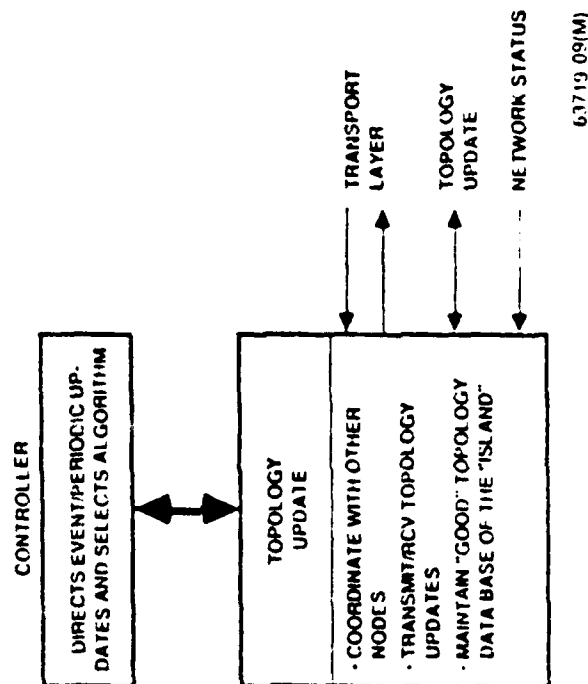 CONTROLLER
DIRECTS EVENT/PERIODIC UP-
DATES AND SELECTS ALGORITHM
TOPOLOGY
UPDATE
· COORDINATE WITH OTHER
NODES
· TRANSMIT/RCV TOPOLOGY
UPDATES
· MAINTAIN "GOOD" TOPOLOGY
DATA BASE OF THE "ISLAND"
TRANSPORT
LAYER
TOPOLOGY
UPDATE
NETWORK STATUS
63719 09(M)